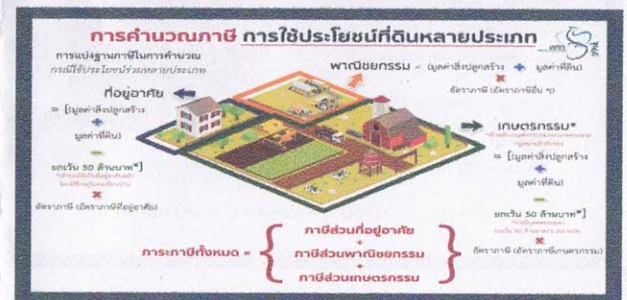 การคำนวณภาษี การใช้ประโยชน์ที่ดินหลายประเภท
การแบ่งฐานภาษีในการคำนวณ
กรณีใช้ประโยชน์ร่วมหลายประเภท
ที่อยู่อาศัย
= [(มูลค่าสิ่งปลูกสร้าง
+
มูลค่าที่ดิน)
-
ยกเว้น 50 ล้านบาท*]
×
อัตราภาษี (อัตราภาษีที่อยู่อาศัย)
พาณิชยกรรม = (มูลค่าสิ่งปลูกสร้าง + มูลค่าที่ดิน)
×
อัตราภาษี (อัตราภาษีอื่น ๆ)
เกษตรกรรม*
= [(มูลค่าสิ่งปลูกสร้าง
+
มูลค่าที่ดิน)
-
ยกเว้น 50 ล้านบาท*]
×
อัตราภาษี (อัตราภาษีเกษตรกรรม)
ภาระภาษีทั้งหมด = { ภาษีส่วนที่อยู่อาศัย
+
ภาษีส่วนพาณิชยกรรม
+
ภาษีส่วนเกษตรกรรม }